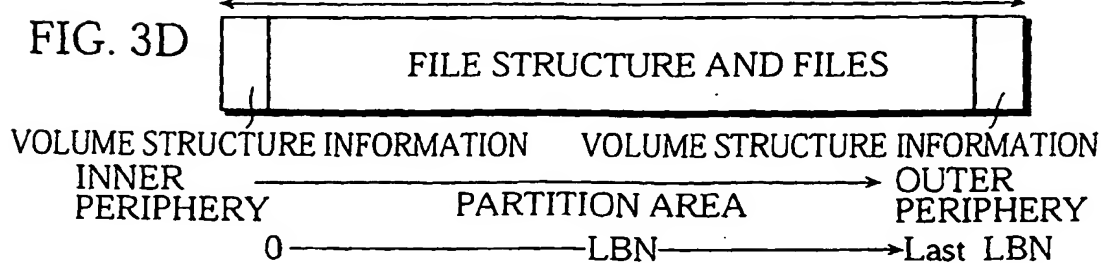 FIG. 3D
FILE STRUCTURE AND FILES
VOLUME STRUCTURE INFORMATION
VOLUME STRUCTURE INFORMATION
INNER PERIPHERY
PARTITION AREA
OUTER PERIPHERY
0
LBN
Last LBN